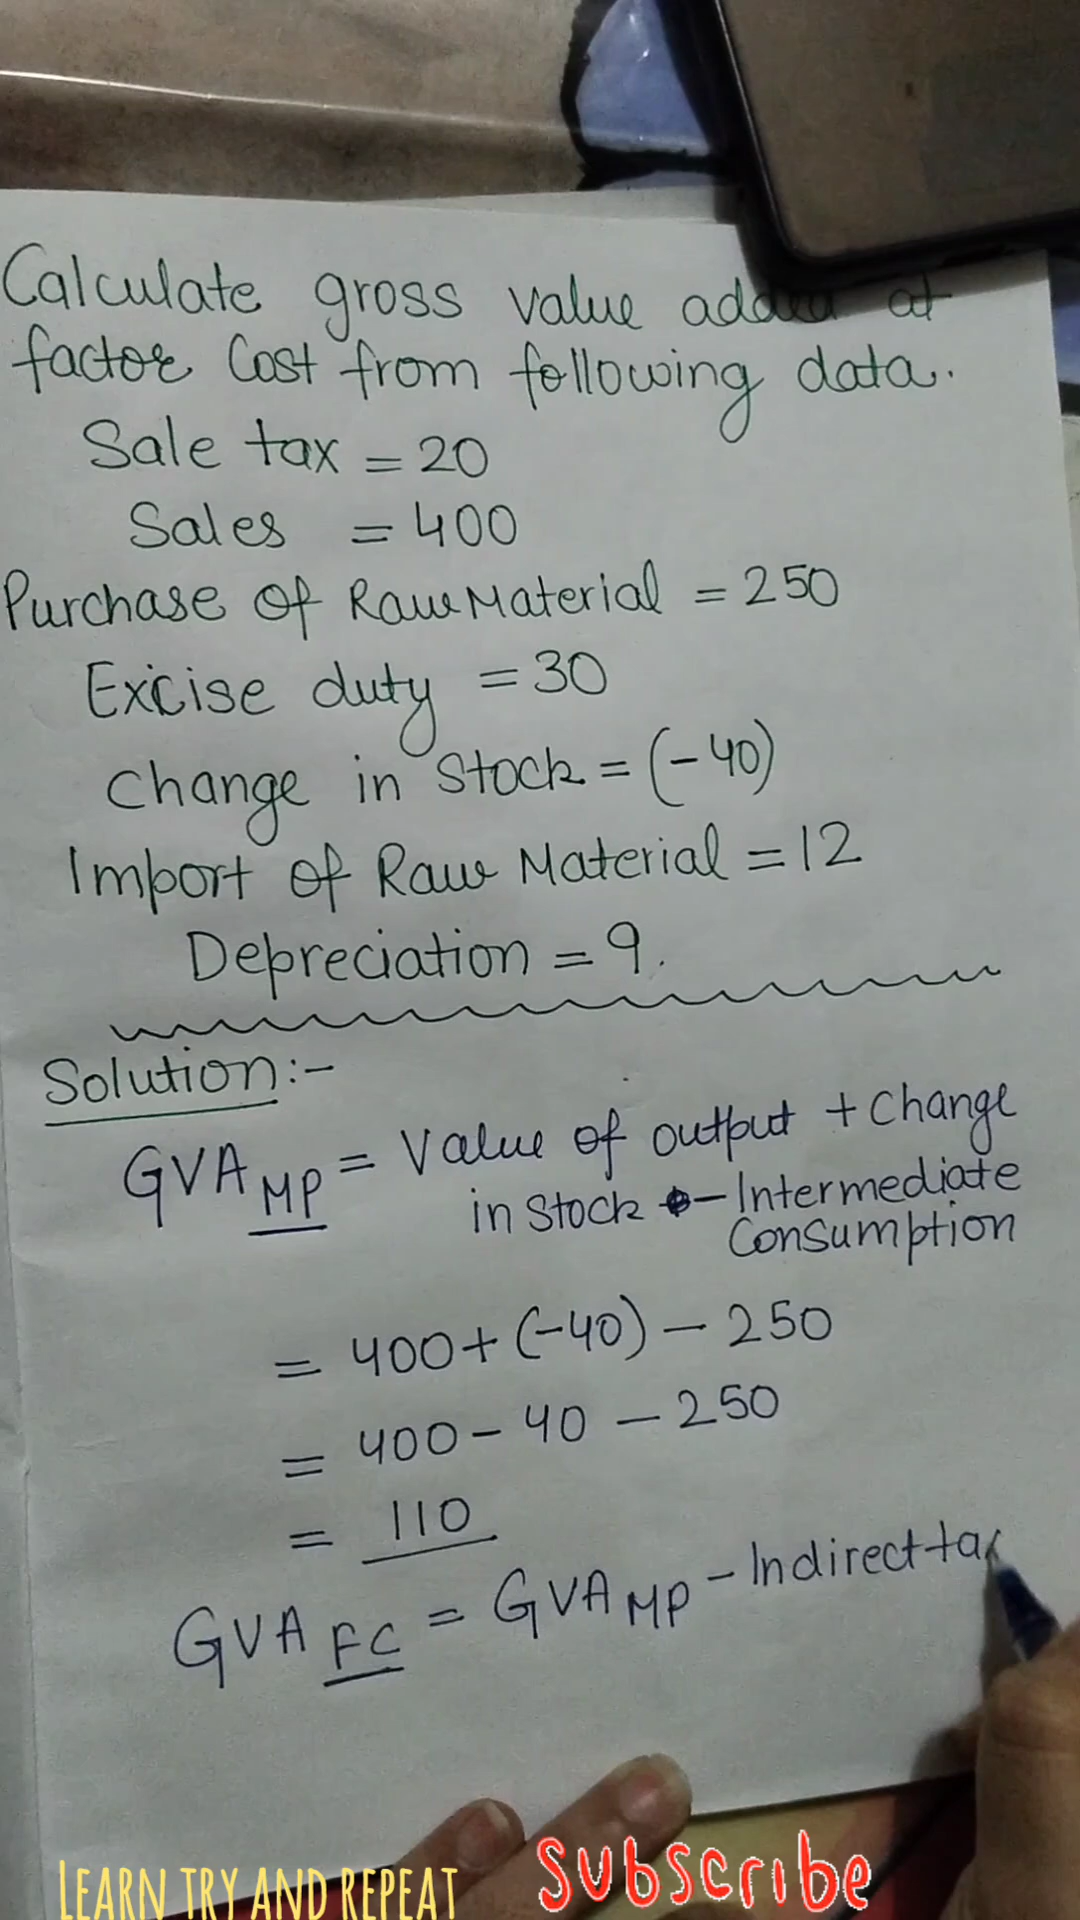 Calculate gross value added at
factor Cost from following data.
Sale tax = 20
Sales = 400
Purchase of Raw Material = 250
Excise duty = 30
Change in Stock = (-40)
Import of Raw Material = 12
Depreciation = 9.
Solution:-
GVA MP = Value of output + Change
in Stock - Intermediate
Consumption
= 400 + (-40) - 250
= 400 - 40 - 250
= 110
GVA FC = GVA MP - Indirect ta
LEARN TRY AND REPEAT
Subscribe